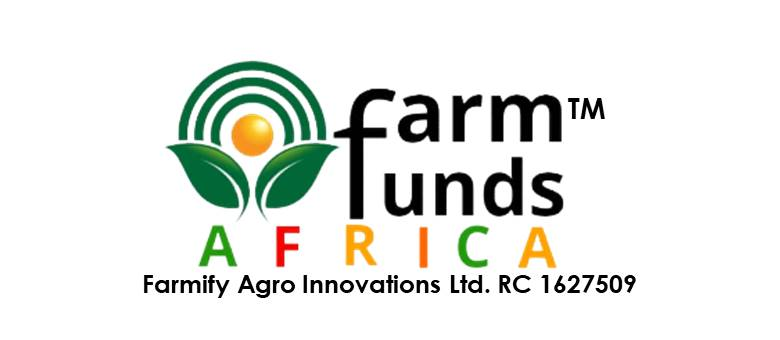 farm™
funds
AFRICA
Farmify Agro Innovations Ltd. RC 1627509